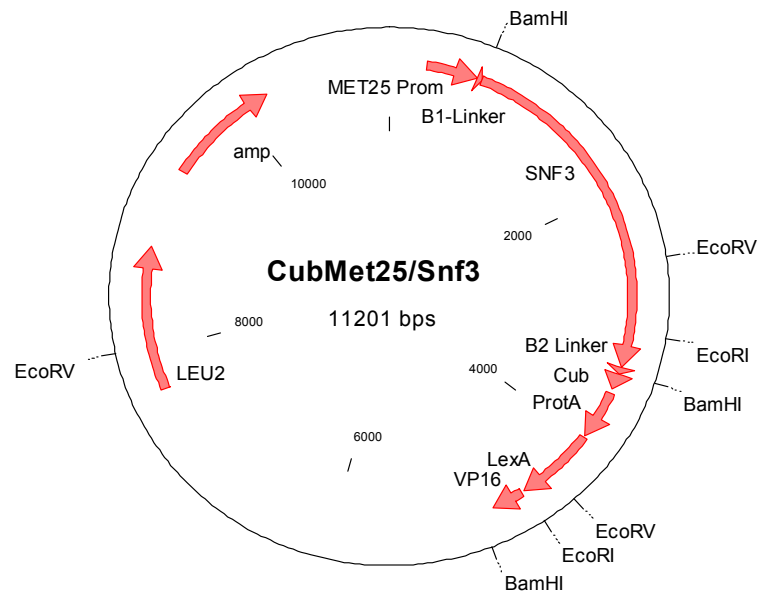 BamHI
MET25 Prom
B1-Linker
amp
10000
SNF3
2000
EcoRV
CubMet25/Snf3
11201 bps
8000
EcoRV
LEU2
B2 Linker
EcoRI
4000
Cub
BamHI
ProtA
6000
LexA
VP16
EcoRV
EcoRI
BamHI